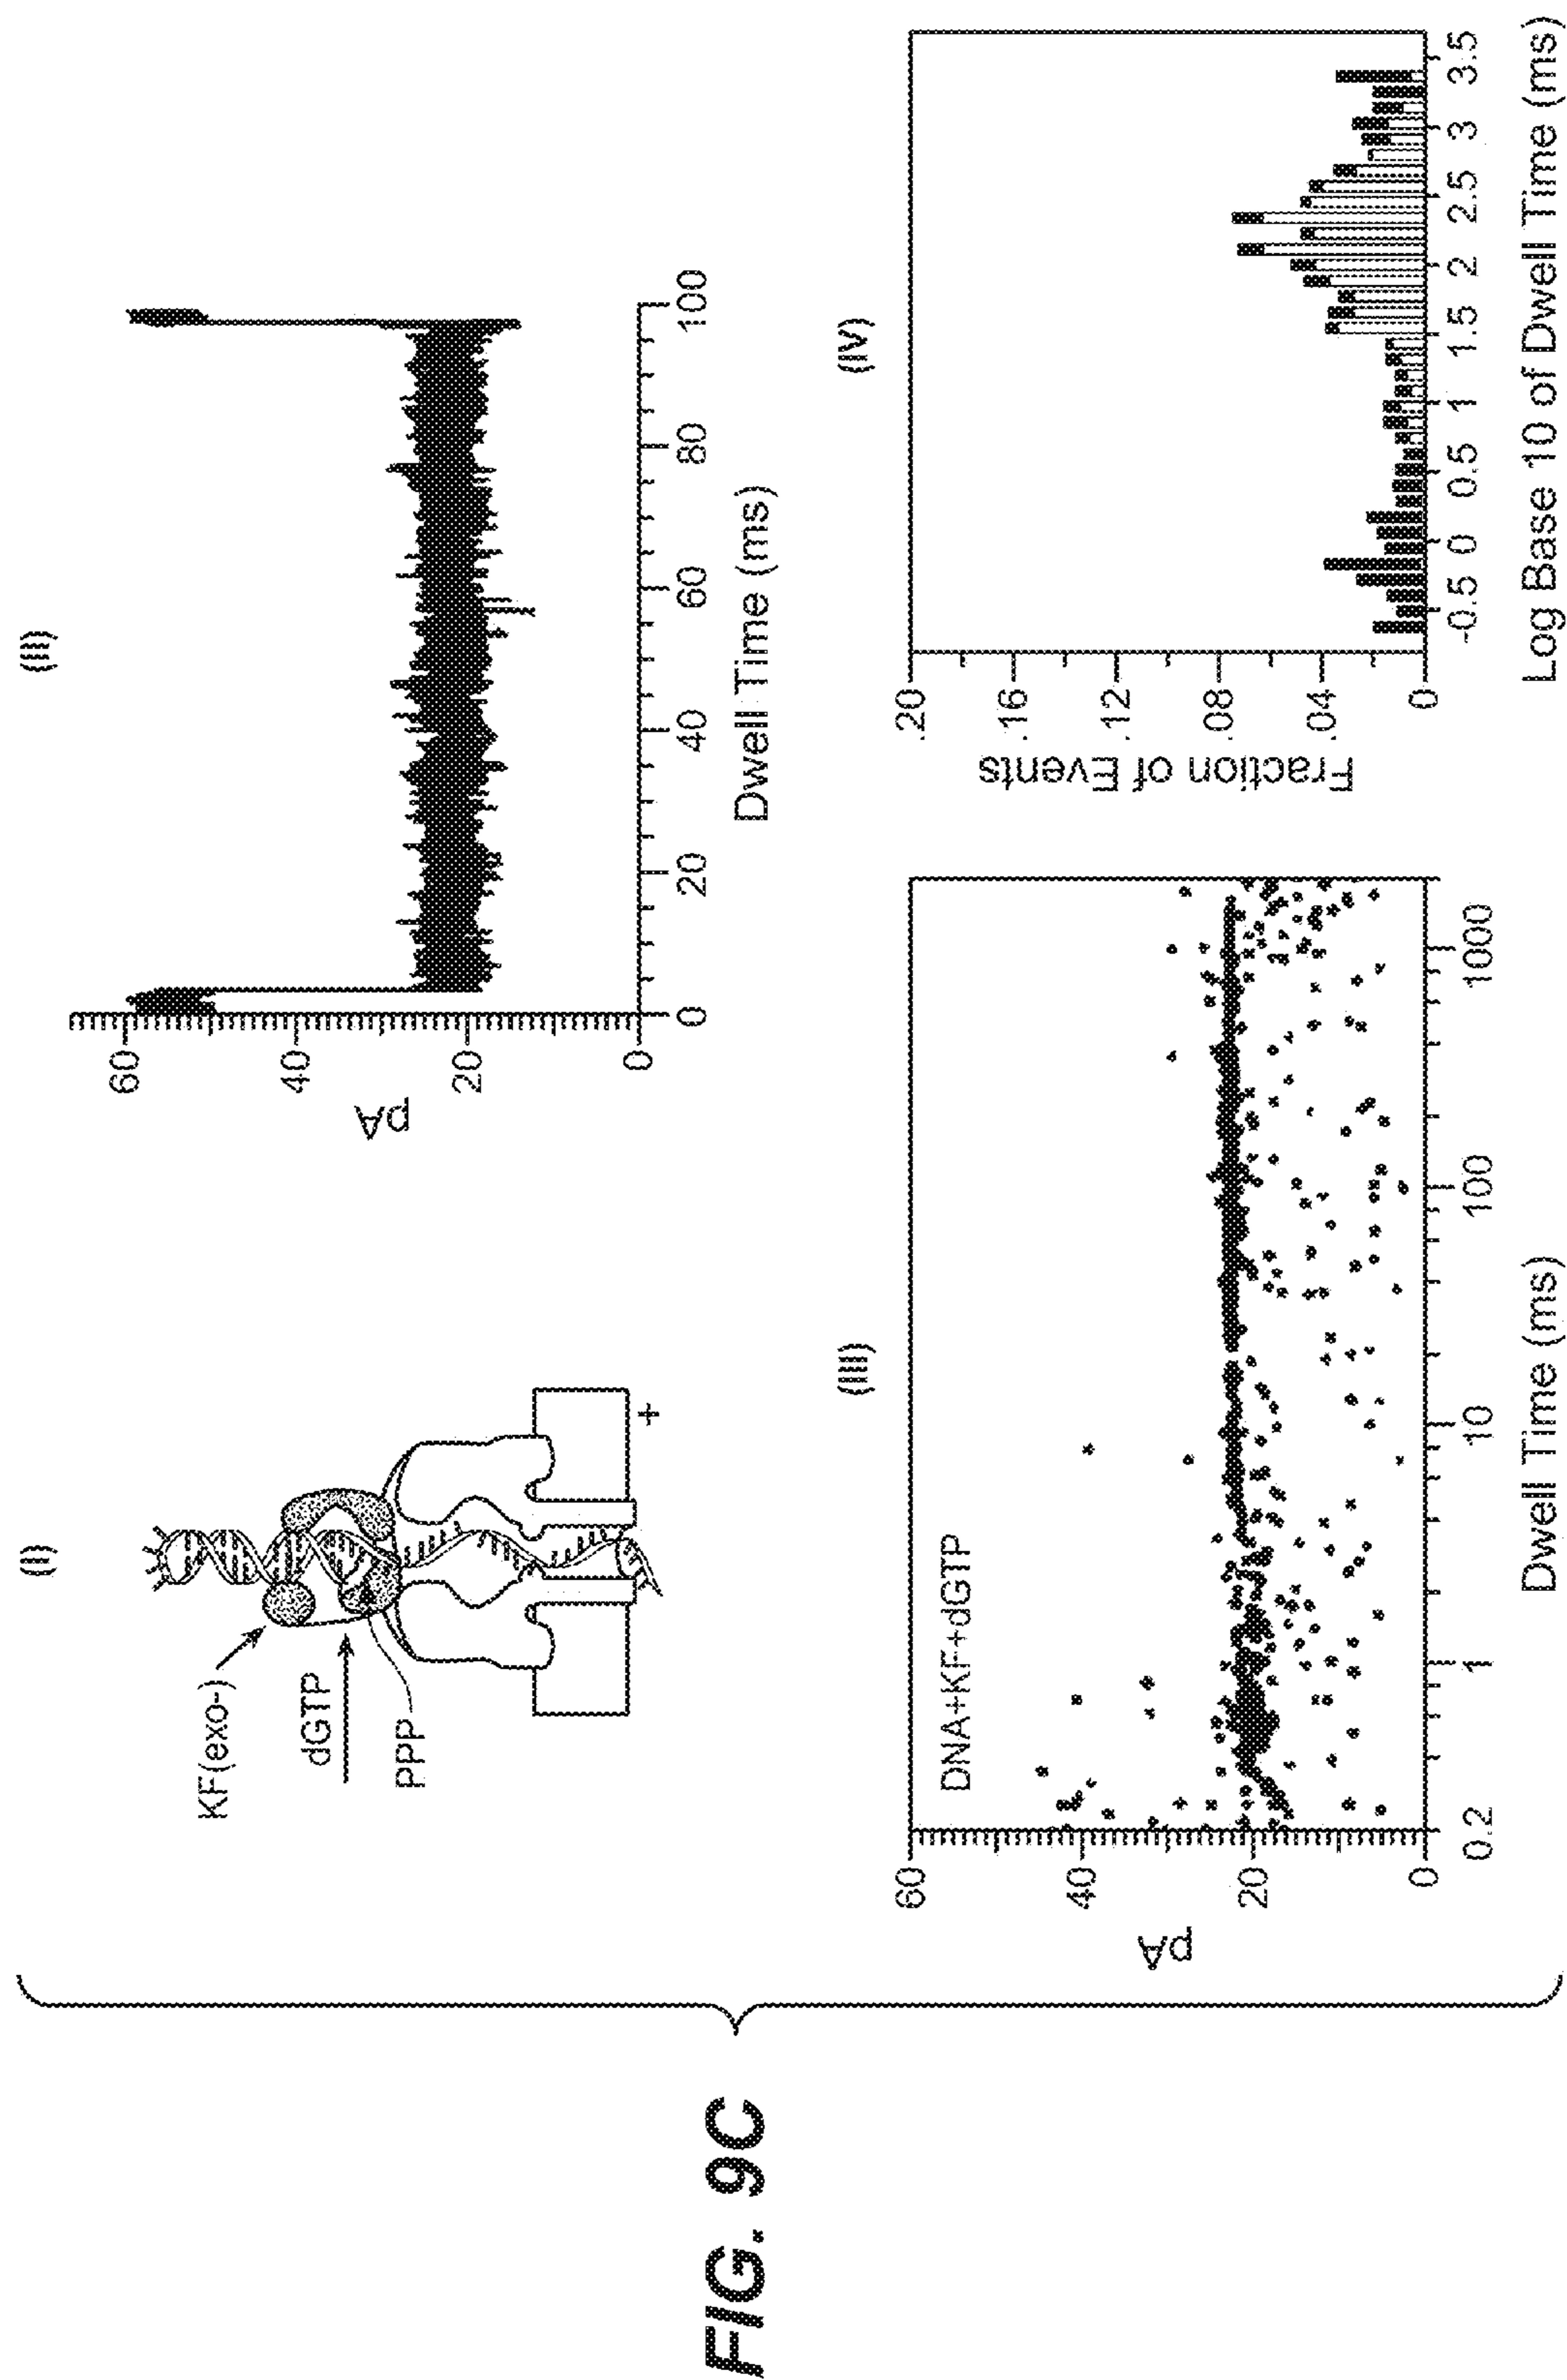 FIG. 9C
(I)
KF(exo-)
dGTP
PPP
+
(II)
pA
60
40
20
0
0
20
40
60
80
100
Dwell Time (ms)
(III)
DNA+KF+dGTP
pA
60
40
20
0
0.2
1
10
100
1000
Dwell Time (ms)
(IV)
Fraction of Events
.20
.16
.12
.08
.04
0
-0.5
0
0.5
1
1.5
2
2.5
3
3.5
Log Base 10 of Dwell Time (ms)